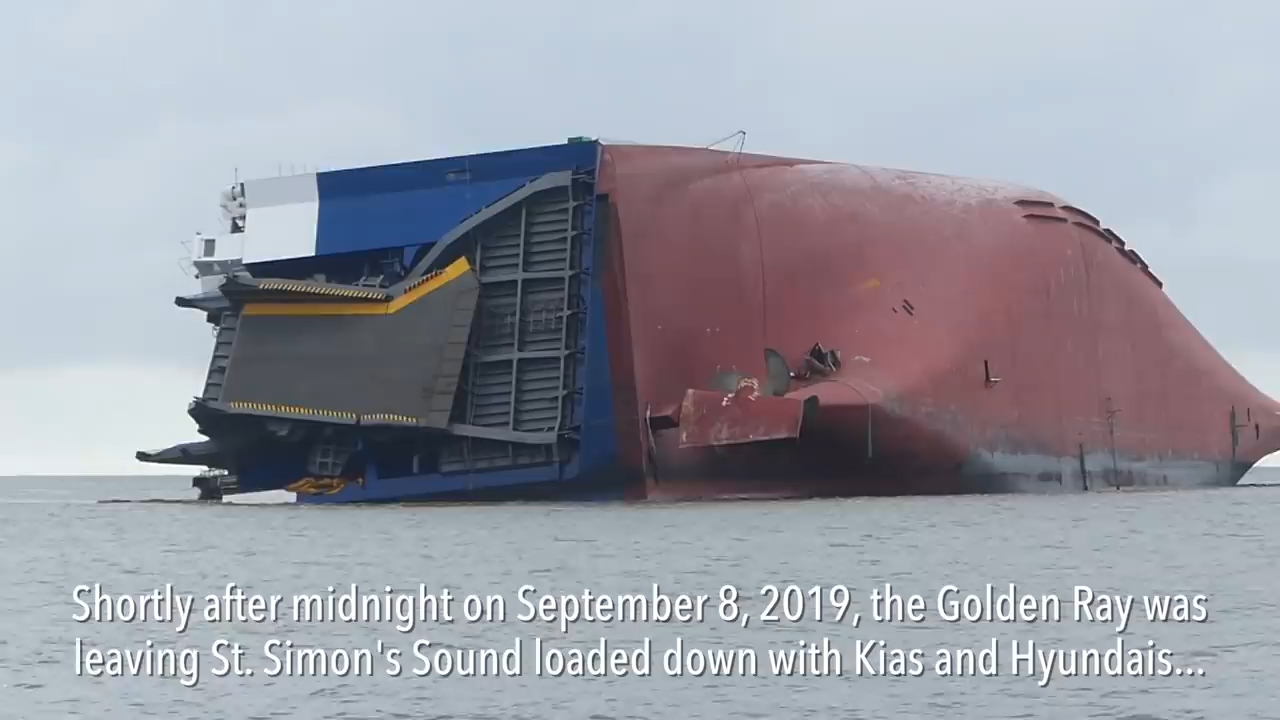 Shortly after midnight on September 8, 2019, the Golden Ray was
leaving St. Simon's Sound loaded down with Kias and Hyundais...